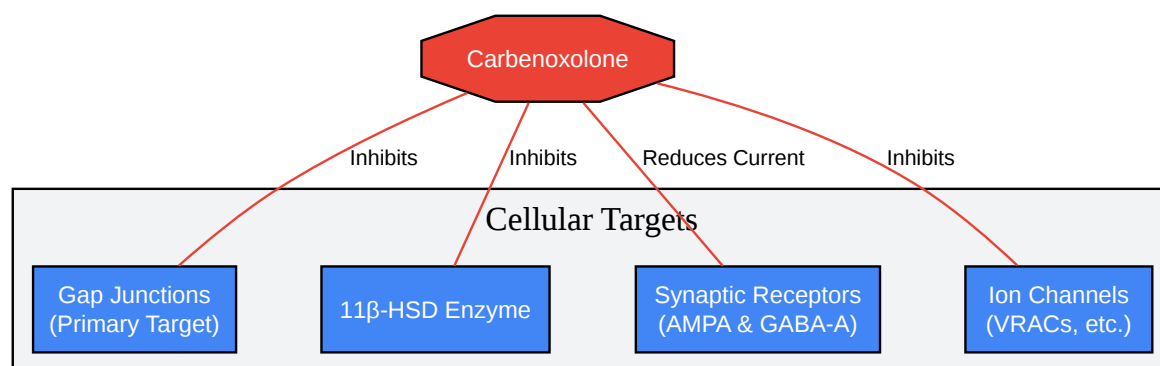 Carbenoxolone
Inhibits
Inhibits
Reduces Current
Inhibits
Cellular Targets
Gap Junctions
(Primary Target)
11β-HSD Enzyme
Synaptic Receptors
(AMPA & GABA-A)
Ion Channels
(VRACs, etc.)